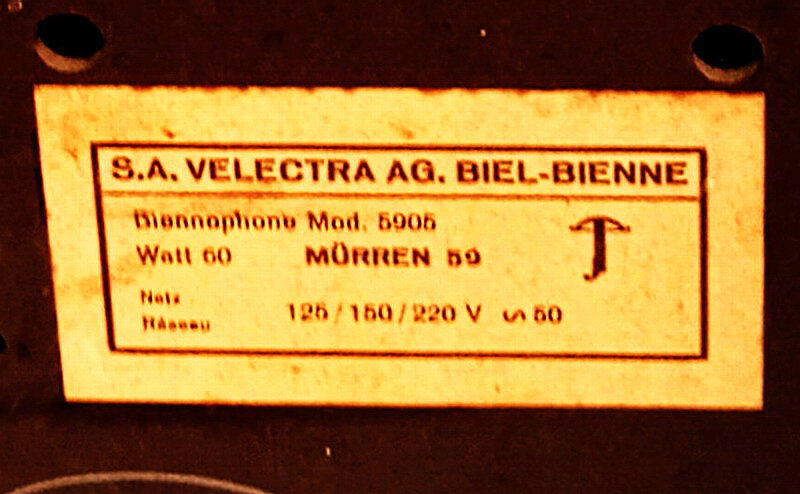 S.A. VELECTRA AG. BIEL-BIENNE
Biennophone Mod. 5905
Watt 60 MÜRREN 59
Netz
Réseau 125/150/220 V ∽ 50